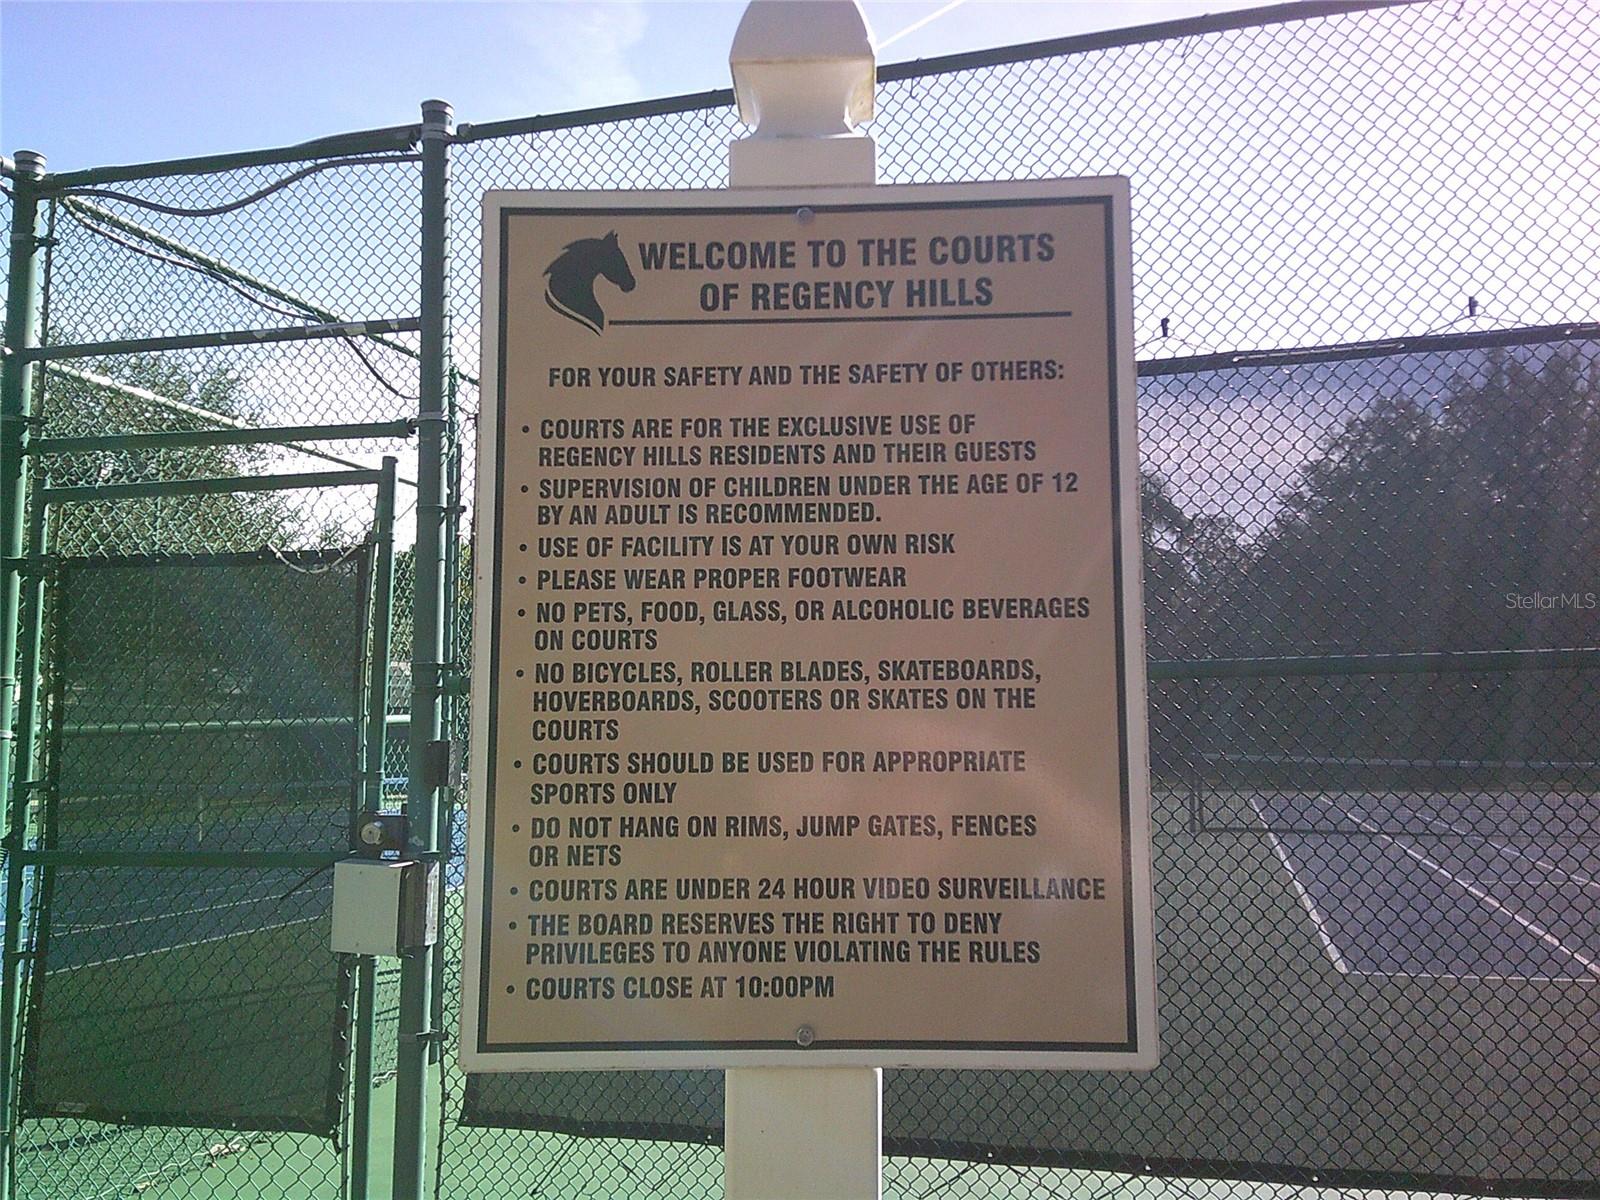 WELCOME TO THE COURTS
OF REGENCY HILLS
FOR YOUR SAFETY AND THE SAFETY OF OTHERS:
• COURTS ARE FOR THE EXCLUSIVE USE OF
REGENCY HILLS RESIDENTS AND THEIR GUESTS
• SUPERVISION OF CHILDREN UNDER THE AGE OF 12
BY AN ADULT IS RECOMMENDED.
• USE OF FACILITY IS AT YOUR OWN RISK
• PLEASE WEAR PROPER FOOTWEAR
• NO PETS, FOOD, GLASS, OR ALCOHOLIC BEVERAGES
ON COURTS
• NO BICYCLES, ROLLER BLADES, SKATEBOARDS,
HOVERBOARDS, SCOOTERS OR SKATES ON THE
COURTS
• COURTS SHOULD BE USED FOR APPROPRIATE
SPORTS ONLY
• DO NOT HANG ON RIMS, JUMP GATES, FENCES
OR NETS
• COURTS ARE UNDER 24 HOUR VIDEO SURVEILLANCE
• THE BOARD RESERVES THE RIGHT TO DENY
PRIVILEGES TO ANYONE VIOLATING THE RULES
• COURTS CLOSE AT 10:00PM
StellarMLS